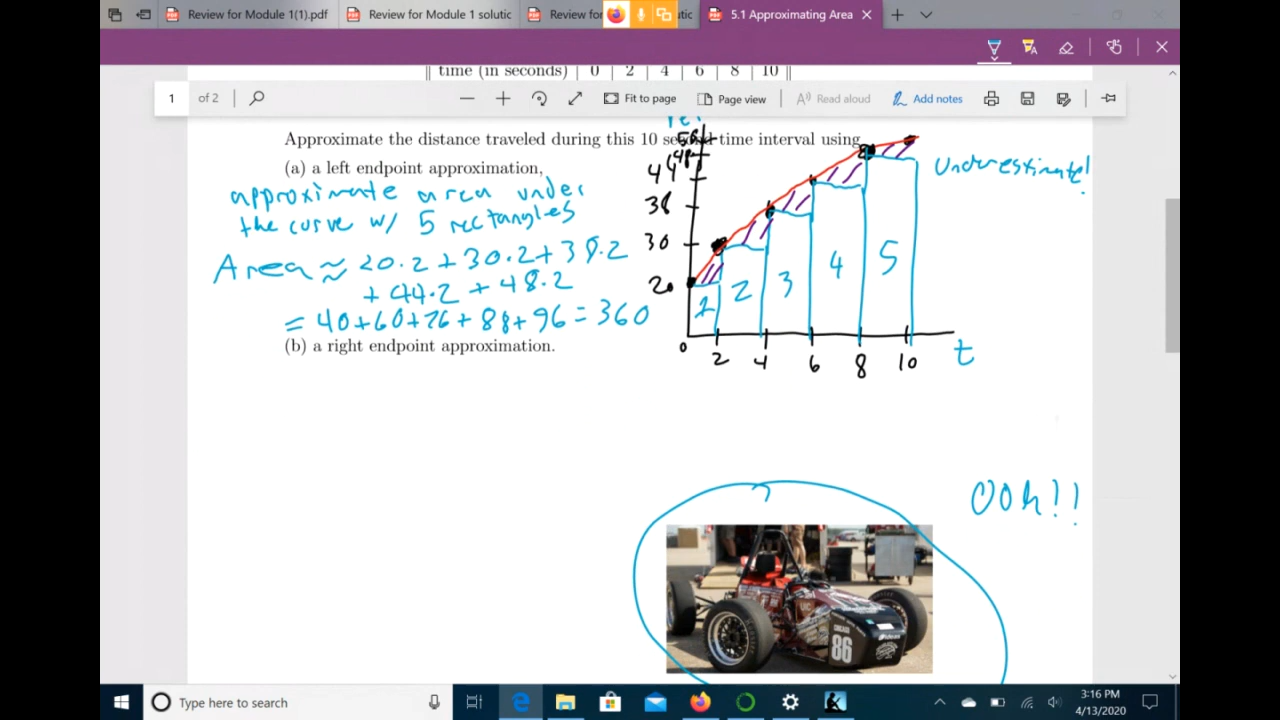 Review for Module 1(1).pdf
Review for Module 1 solutic
Review for
utic
5.1 Approximating Area
time (in seconds) | 0 | 2 | 4 | 6 | 8 | 10
1 of 2
Fit to page
Page view
Read aloud
Add notes
Approximate the distance traveled during this 10 second time interval using
(a) a left endpoint approximation,
approximate area under
the curve w/ 5 rectangles
Area ≈ 20·2 + 30·2 + 38·2
+ 44·2 + 48·2
= 40+60+76+88+96 = 360
(b) a right endpoint approximation.
50
48
44
38
30
20
0
2 4 6 8 10
t
1 2 3 4 5
Underestimate!
Ooh!!
86
Type here to search
3:16 PM
4/13/2020